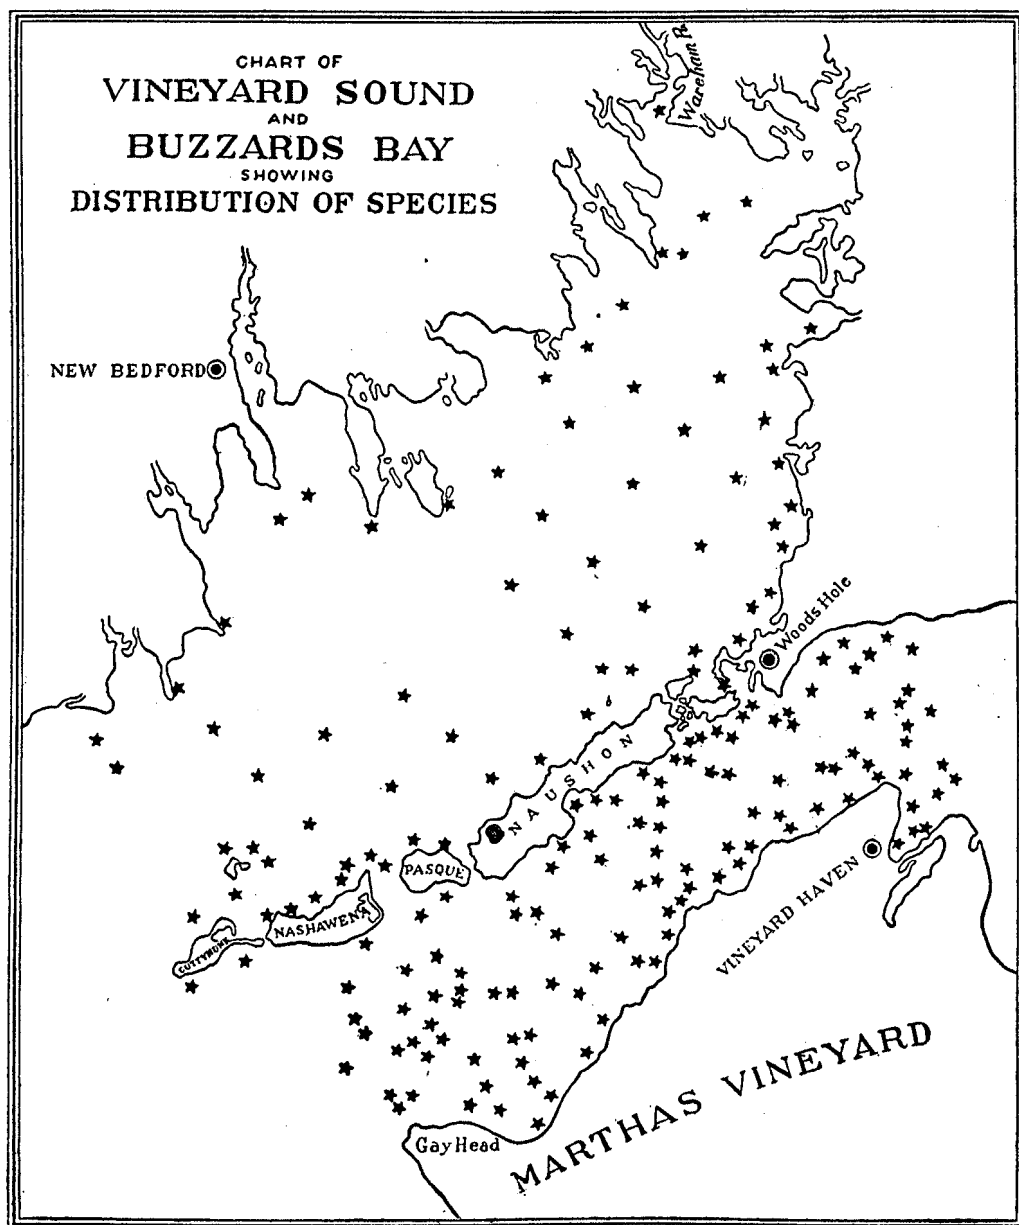 CHART OF
VINEYARD SOUND
AND
BUZZARDS BAY
SHOWING
DISTRIBUTION OF SPECIES
Wareham R.
NEW BEDFORD
Woods Hole
NAUSHON
PASQUE
NASHAWENA
CUTTYHUNK
VINEYARD HAVEN
MARTHAS VINEYARD
Gay Head